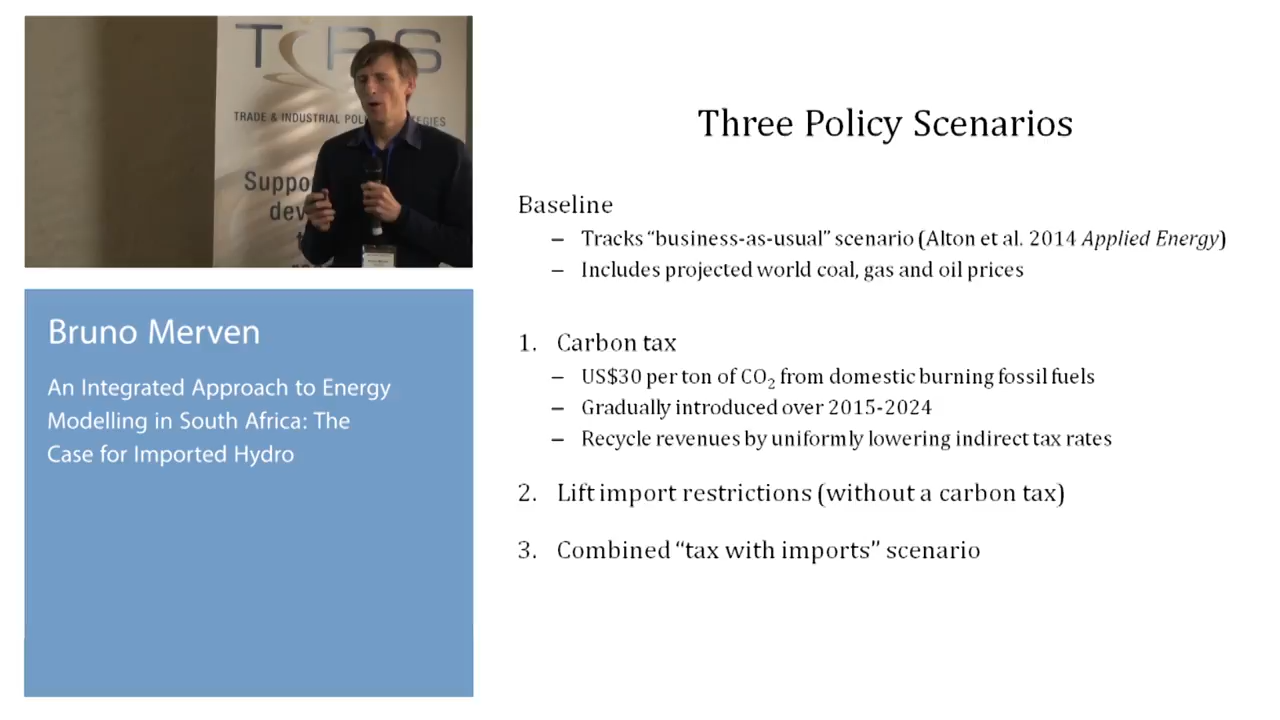 TIPS
TRADE & INDUSTRIAL POL
EGIES
Suppo
dev
Bruno Merven
An Integrated Approach to Energy
Modelling in South Africa: The
Case for Imported Hydro
Three Policy Scenarios
Baseline
– Tracks “business-as-usual” scenario (Alton et al. 2014 Applied Energy)
– Includes projected world coal, gas and oil prices
1. Carbon tax
– US$30 per ton of CO₂ from domestic burning fossil fuels
– Gradually introduced over 2015-2024
– Recycle revenues by uniformly lowering indirect tax rates
2. Lift import restrictions (without a carbon tax)
3. Combined “tax with imports” scenario